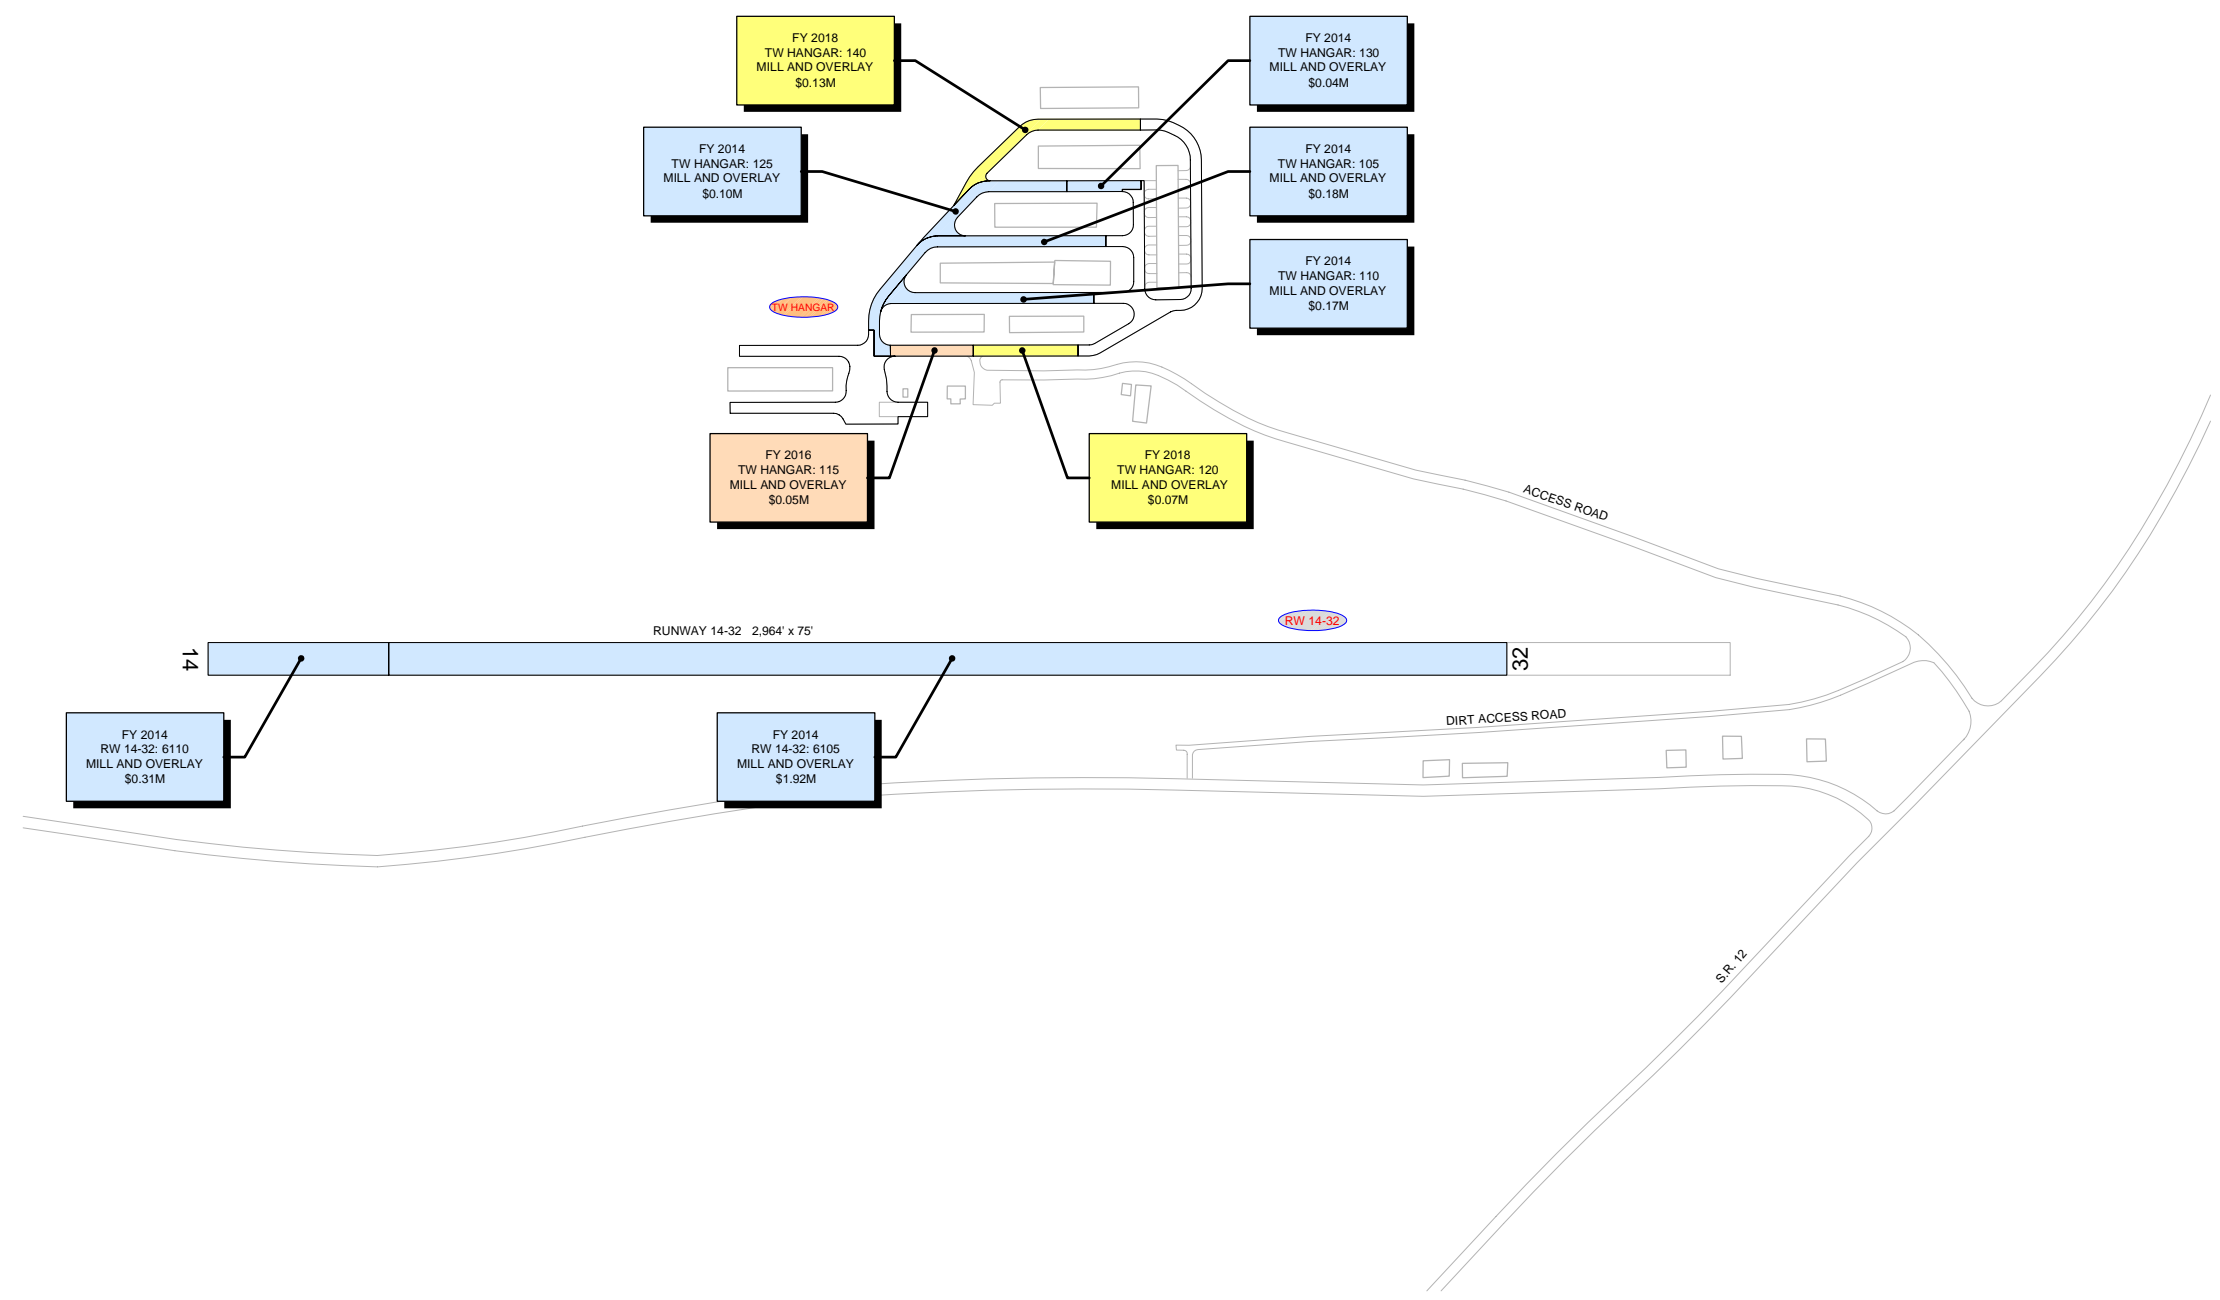 FY 2018
TW HANGAR: 140
MILL AND OVERLAY
$0.13M
FY 2014
TW HANGAR: 130
MILL AND OVERLAY
$0.04M
FY 2014
TW HANGAR: 125
MILL AND OVERLAY
$0.10M
FY 2014
TW HANGAR: 105
MILL AND OVERLAY
$0.18M
FY 2014
TW HANGAR: 110
MILL AND OVERLAY
$0.17M
TW HANGAR
FY 2016
TW HANGAR: 115
MILL AND OVERLAY
$0.05M
FY 2018
TW HANGAR: 120
MILL AND OVERLAY
$0.07M
ACCESS ROAD
RW 14-32
RUNWAY 14-32 2,964' x 75'
14
32
DIRT ACCESS ROAD
FY 2014
RW 14-32: 6110
MILL AND OVERLAY
$0.31M
FY 2014
RW 14-32: 6105
MILL AND OVERLAY
$1.92M
S.R. 12